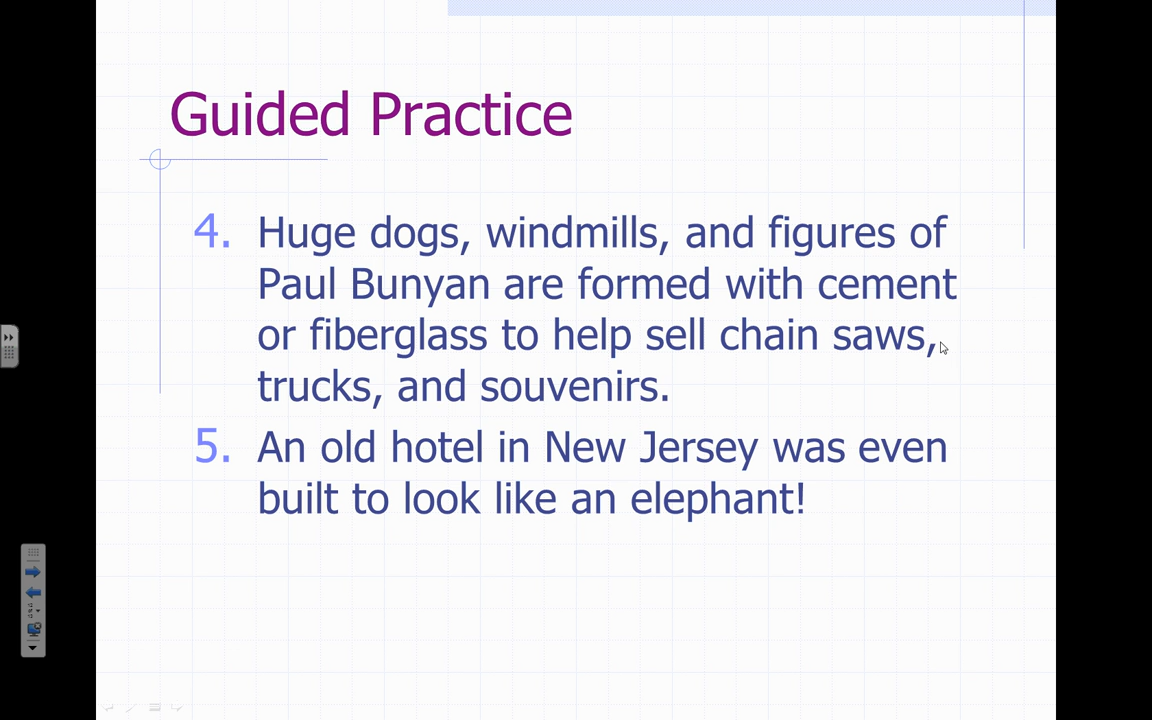 Guided Practice
4. Huge dogs, windmills, and figures of
Paul Bunyan are formed with cement
or fiberglass to help sell chain saws,
trucks, and souvenirs.
5. An old hotel in New Jersey was even
built to look like an elephant!